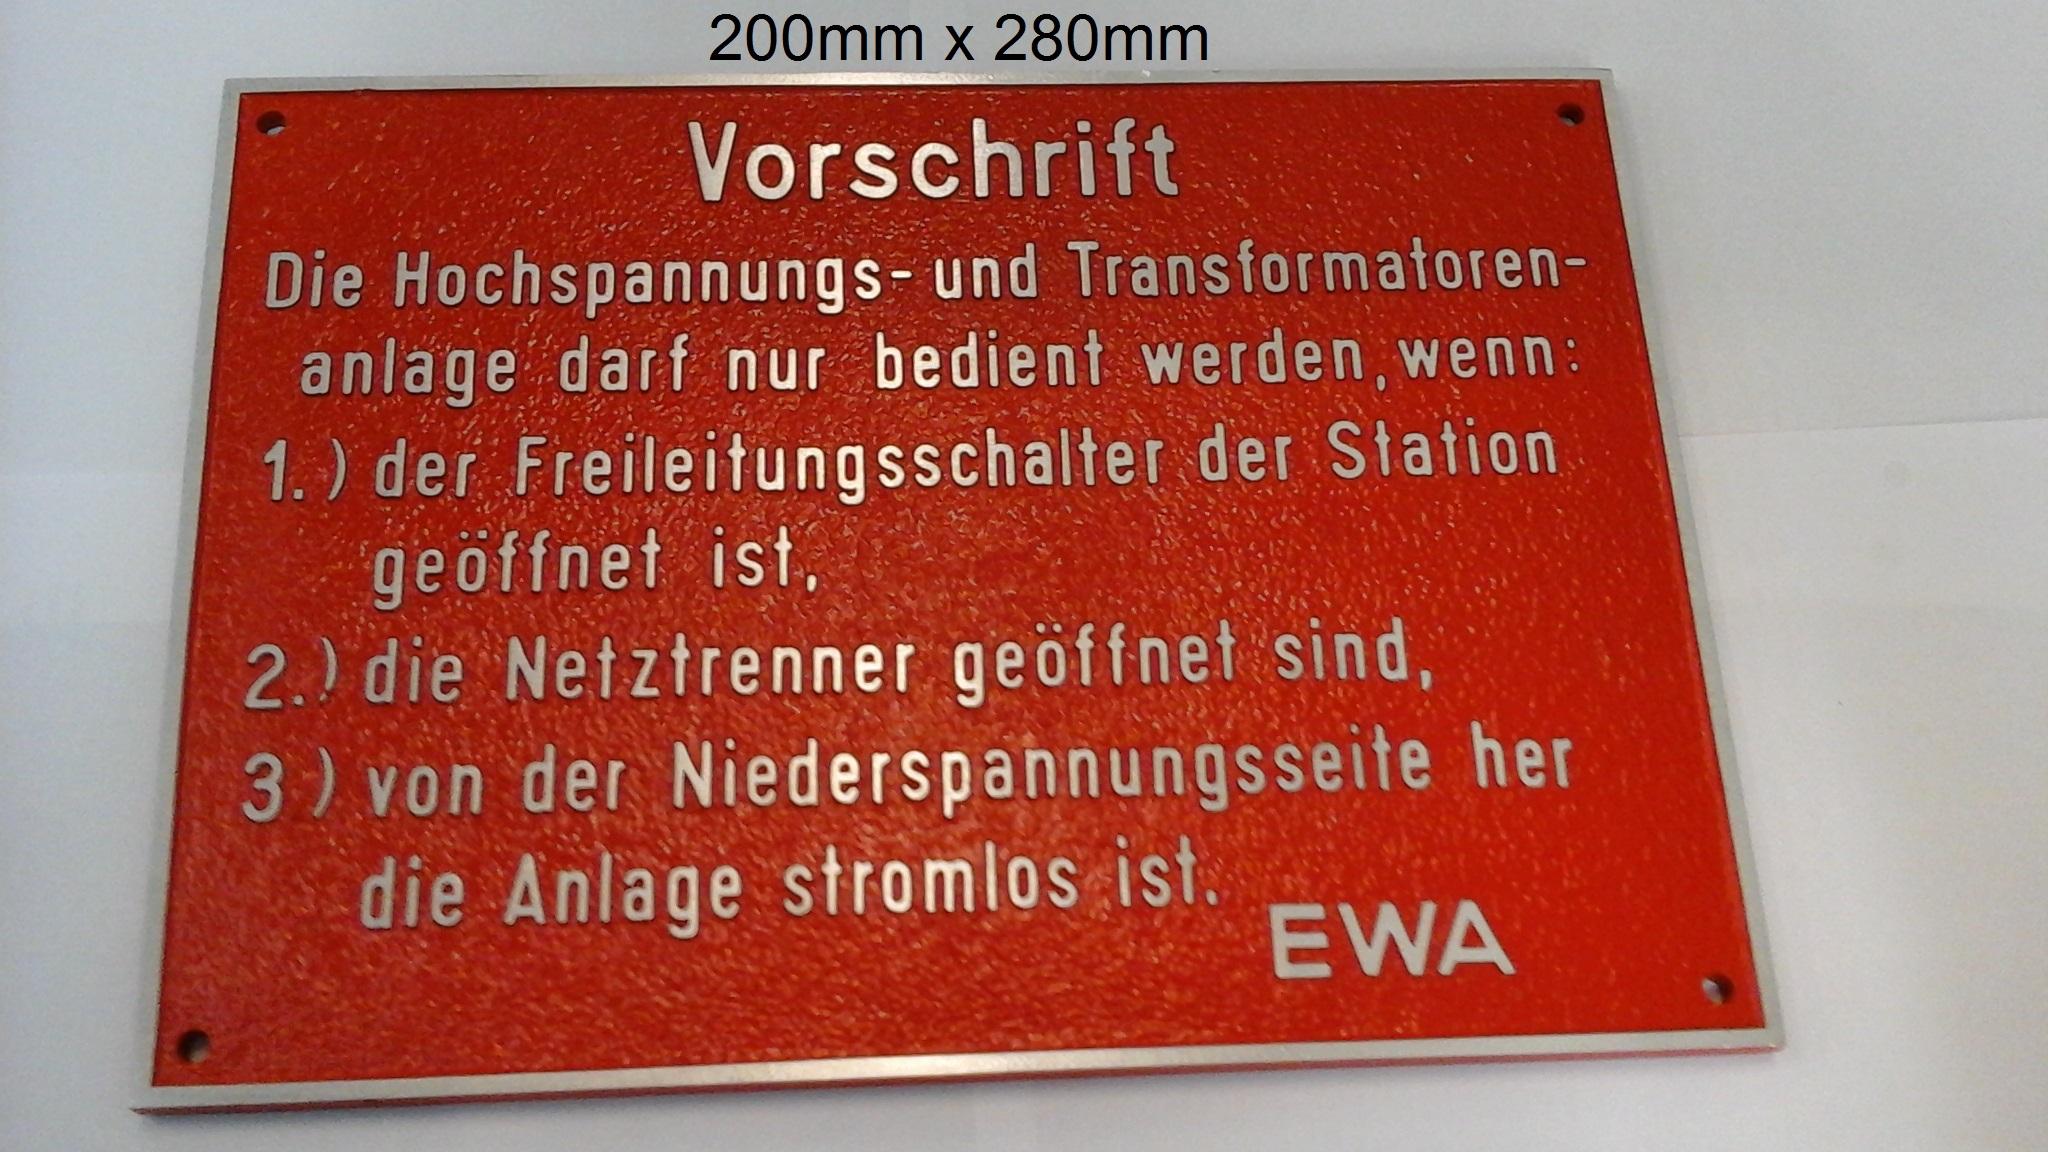 200mm x 280mm
Vorschrift
Die Hochspannungs- und Transformatoren-
anlage darf nur bedient werden, wenn:
1.) der Freileitungsschalter der Station
geöffnet ist,
2.) die Netztrenner geöffnet sind,
3) von der Niederspannungsseite her
die Anlage stromlos ist.
EWA